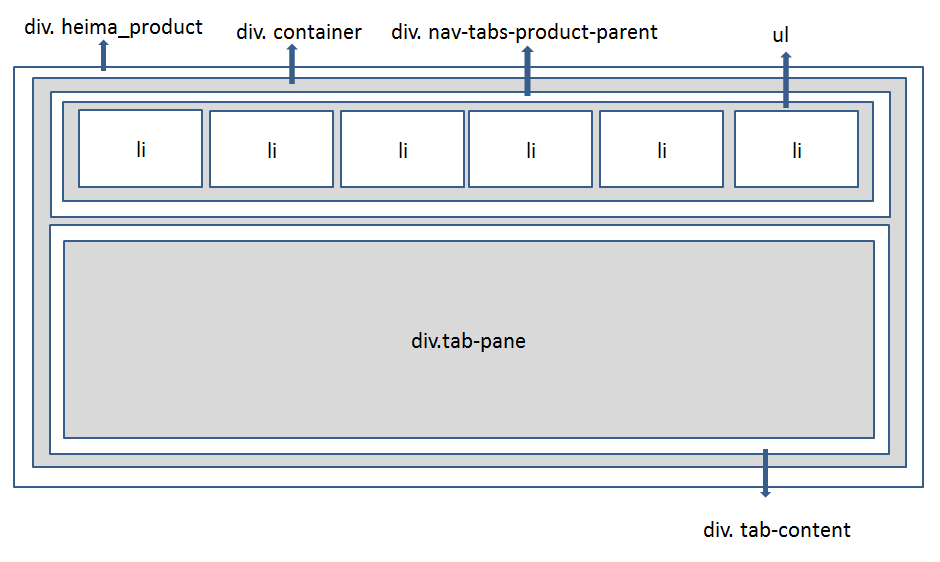 div. heima_product
div. container
div. nav-tabs-product-parent
ul
li
li
li
li
li
li
div.tab-pane
div. tab-content